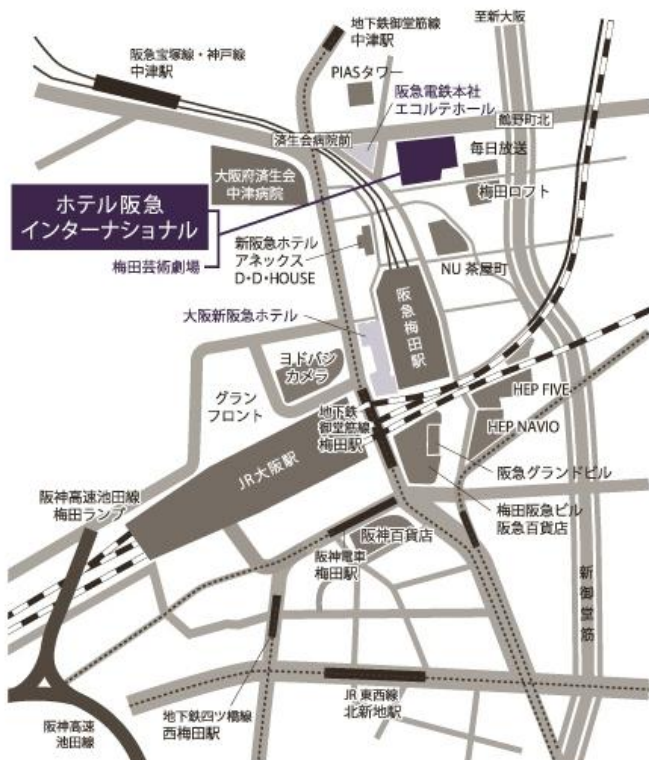 地下鉄御堂筋線
中津駅
至新大阪
阪急宝塚線・神戸線
中津駅
PIASタワー
阪急電鉄本社
エコルテホール
鶴野町北
済生会病院前
毎日放送
大阪府済生会
中津病院
梅田ロフト
ホテル阪急
インターナショナル
梅田芸術劇場
新阪急ホテル
アネックス
D・D・HOUSE
NU 茶屋町
阪急梅田駅
大阪新阪急ホテル
ヨドバシ
カメラ
グラン
フロント
HEP FIVE
地下鉄
御堂筋線
梅田駅
HEP NAVIO
JR大阪駅
阪急グランドビル
阪神高速池田線
梅田ランプ
梅田阪急ビル
阪急百貨店
阪神百貨店
阪神電車
梅田駅
新御堂筋
JR 東西線
北新地駅
地下鉄四ツ橋線
西梅田駅
阪神高速
池田線